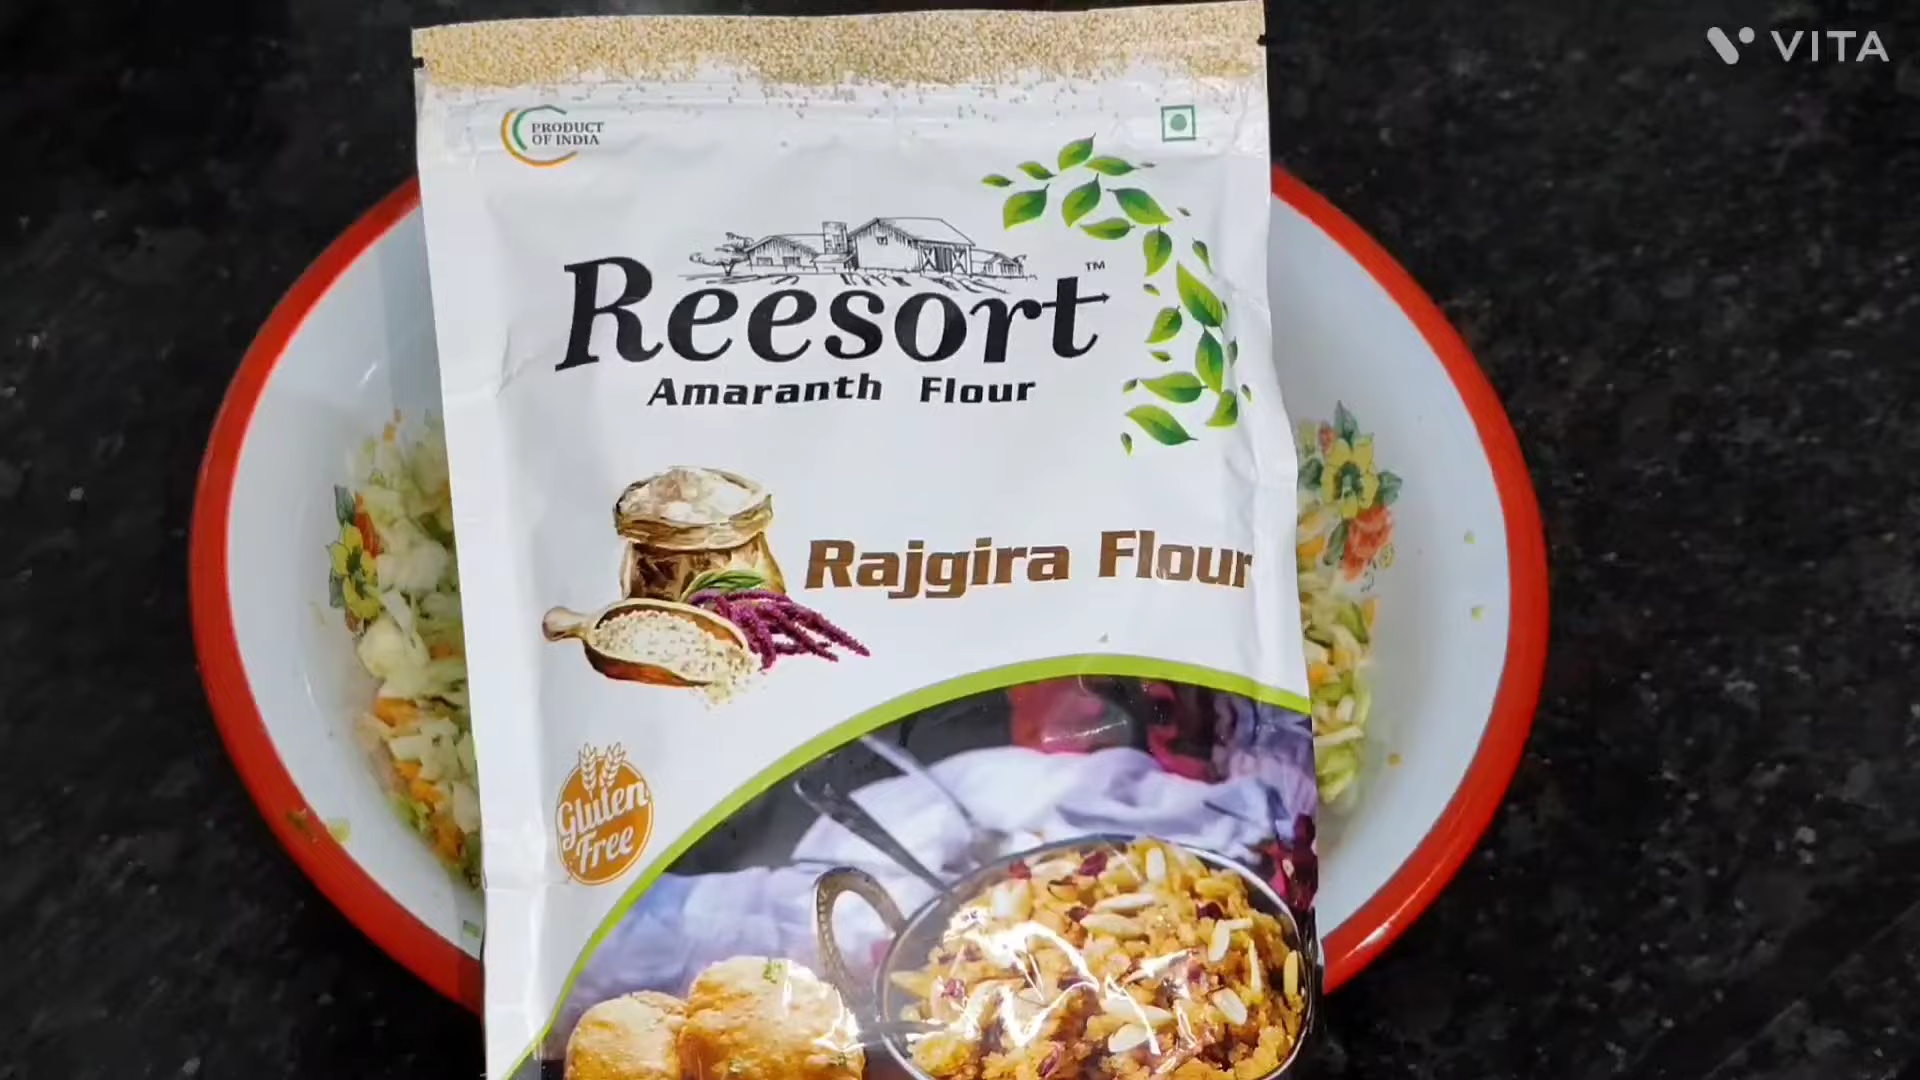 VITA
PRODUCT
OF INDIA
Reesort™
Amaranth Flour
Rajgira Flour
Gluten
Free